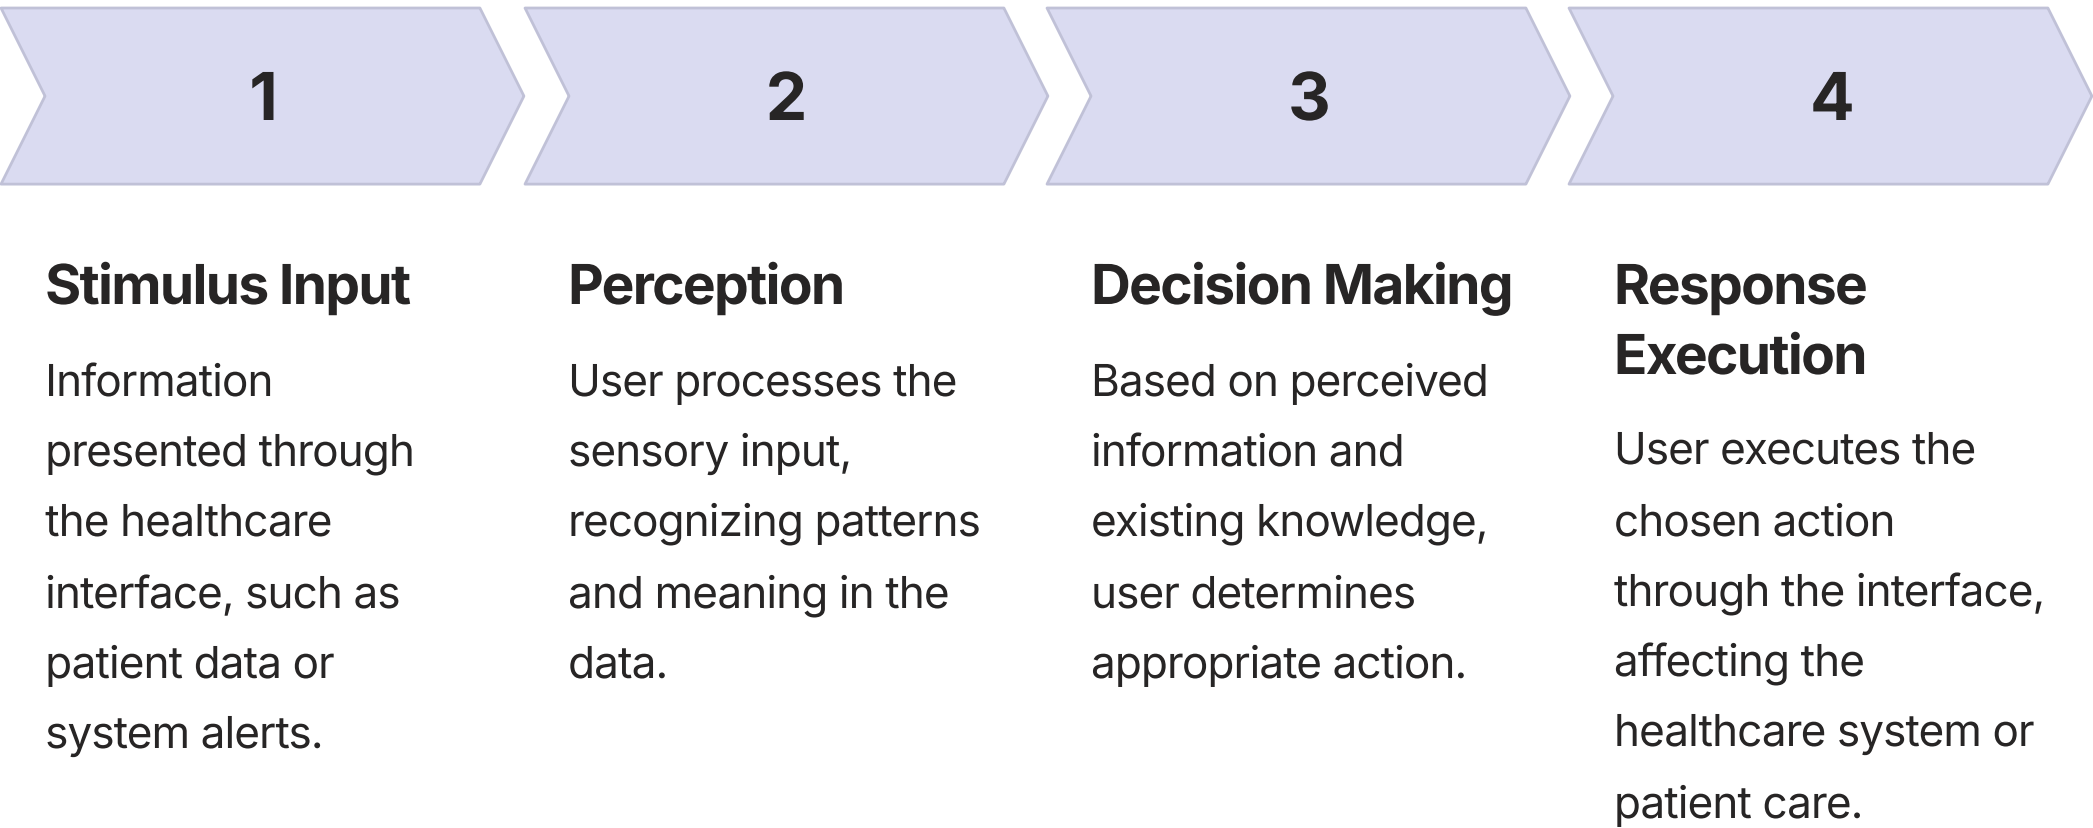 1
2
3
4
Stimulus Input
Information
presented through
the healthcare
interface, such as
patient data or
system alerts.
Perception
User processes the
sensory input,
recognizing patterns
and meaning in the
data.
Decision Making
Based on perceived
information and
existing knowledge,
user determines
appropriate action.
Response
Execution
User executes the
chosen action
through the interface,
affecting the
healthcare system or
patient care.